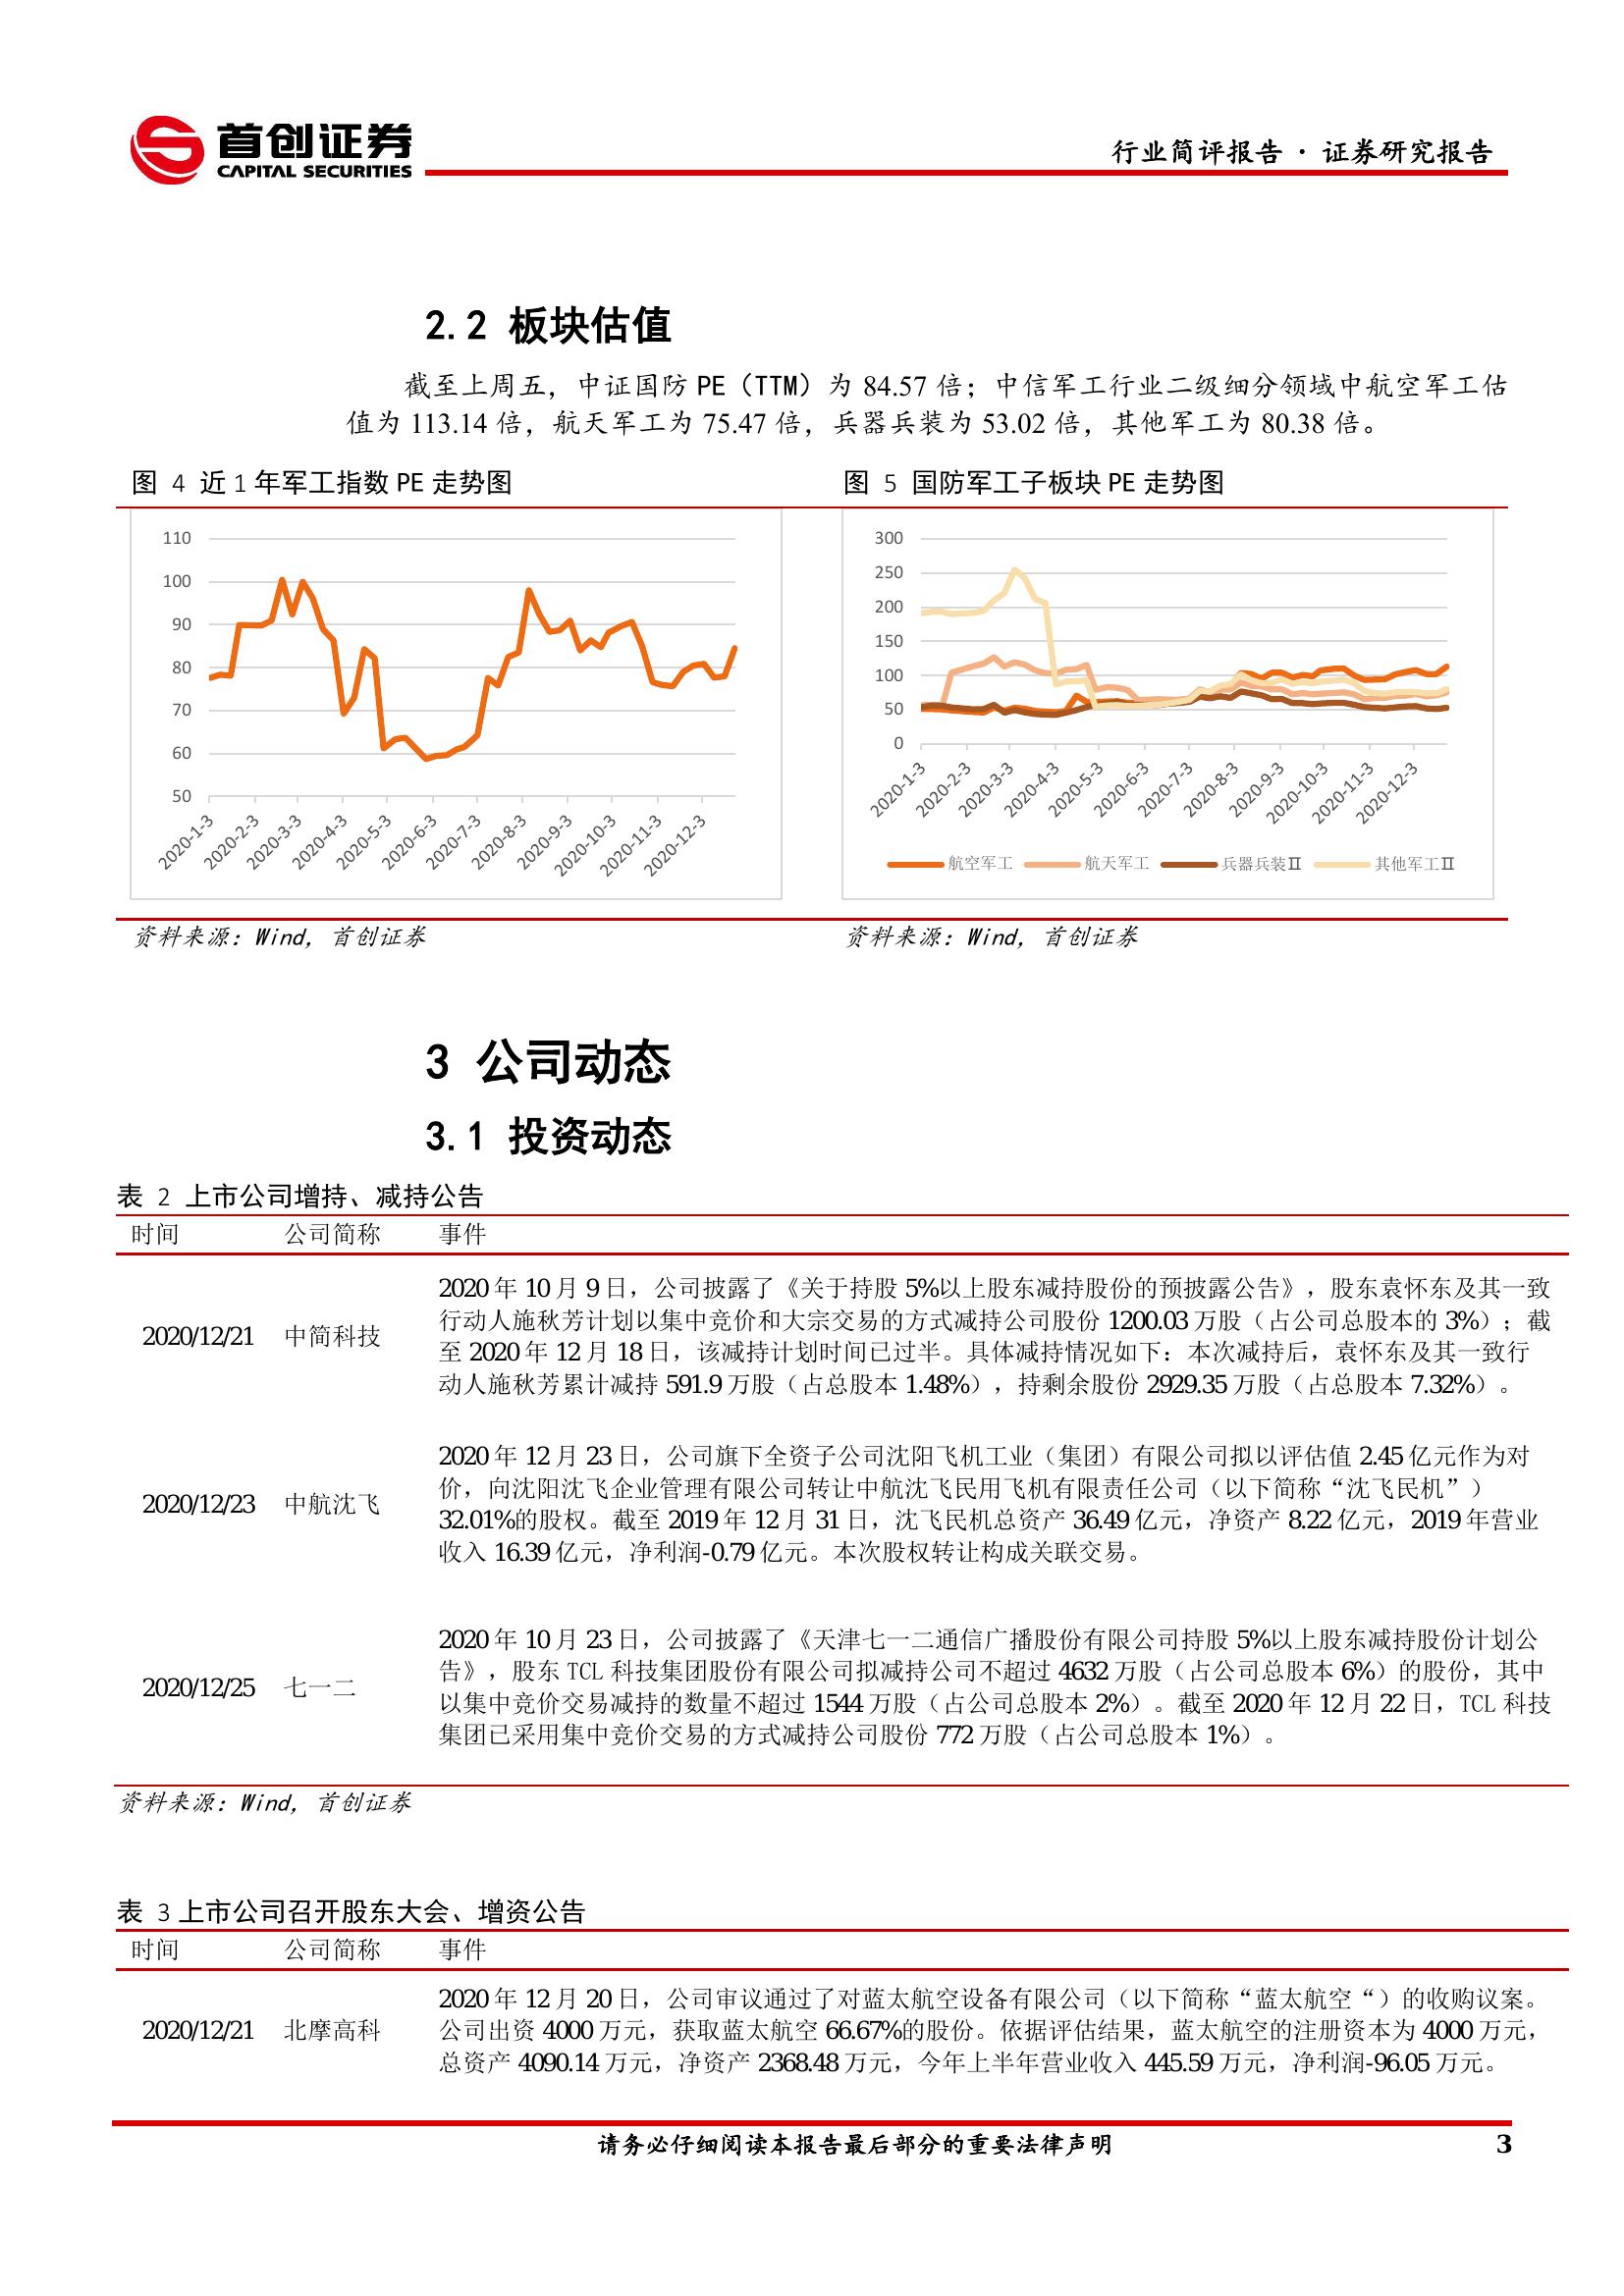 首创证券
CAPITAL SECURITIES
行业简评报告 · 证券研究报告
2.2 板块估值
截至上周五，中证国防 PE（TTM）为 84.57 倍；中信军工行业二级细分领域中航空军工估
值为 113.14 倍，航天军工为 75.47 倍，兵器兵装为 53.02 倍，其他军工为 80.38 倍。
图 4 近 1 年军工指数 PE 走势图
110
100
90
80
70
60
50
2020-1-3
2020-2-3
2020-3-3
2020-4-3
2020-5-3
2020-6-3
2020-7-3
2020-8-3
2020-9-3
2020-10-3
2020-11-3
2020-12-3
资料来源：Wind, 首创证券
图 5 国防军工子板块 PE 走势图
300
250
200
150
100
50
0
2020-1-3
2020-2-3
2020-3-3
2020-4-3
2020-5-3
2020-6-3
2020-7-3
2020-8-3
2020-9-3
2020-10-3
2020-11-3
2020-12-3
航空军工 航天军工 兵器兵装Ⅱ 其他军工Ⅱ
资料来源：Wind, 首创证券
3 公司动态
3.1 投资动态
表 2 上市公司增持、减持公告
时间 公司简称 事件
2020/12/21 中简科技
2020 年 10 月 9 日，公司披露了《关于持股 5%以上股东减持股份的预披露公告》，股东袁怀东及其一致
行动人施秋芳计划以集中竞价和大宗交易的方式减持公司股份 1200.03 万股（占公司总股本的 3%）；截
至 2020 年 12 月 18 日，该减持计划时间已过半。具体减持情况如下：本次减持后，袁怀东及其一致行
动人施秋芳累计减持 591.9 万股（占总股本 1.48%），持剩余股份 2929.35 万股（占总股本 7.32%）。
2020/12/23 中航沈飞
2020 年 12 月 23 日，公司旗下全资子公司沈阳飞机工业（集团）有限公司拟以评估值 2.45 亿元作为对
价，向沈阳沈飞企业管理有限公司转让中航沈飞民用飞机有限责任公司（以下简称“沈飞民机”）
32.01%的股权。截至 2019 年 12 月 31 日，沈飞民机总资产 36.49 亿元，净资产 8.22 亿元，2019 年营业
收入 16.39 亿元，净利润-0.79 亿元。本次股权转让构成关联交易。
2020/12/25 七一二
2020 年 10 月 23 日，公司披露了《天津七一二通信广播股份有限公司持股 5%以上股东减持股份计划公
告》，股东 TCL 科技集团股份有限公司拟减持公司不超过 4632 万股（占公司总股本 6%）的股份，其中
以集中竞价交易减持的数量不超过 1544 万股（占公司总股本 2%）。截至 2020 年 12 月 22 日，TCL 科技
集团已采用集中竞价交易的方式减持公司股份 772 万股（占公司总股本 1%）。
资料来源：Wind, 首创证券
表 3 上市公司召开股东大会、增资公告
时间 公司简称 事件
2020/12/21 北摩高科
2020 年 12 月 20 日，公司审议通过了对蓝太航空设备有限公司（以下简称“蓝太航空“）的收购议案。
公司出资 4000 万元，获取蓝太航空 66.67%的股份。依据评估结果，蓝太航空的注册资本为 4000 万元，
总资产 4090.14 万元，净资产 2368.48 万元，今年上半年营业收入 445.59 万元，净利润-96.05 万元。
请务必仔细阅读本报告最后部分的重要法律声明
3